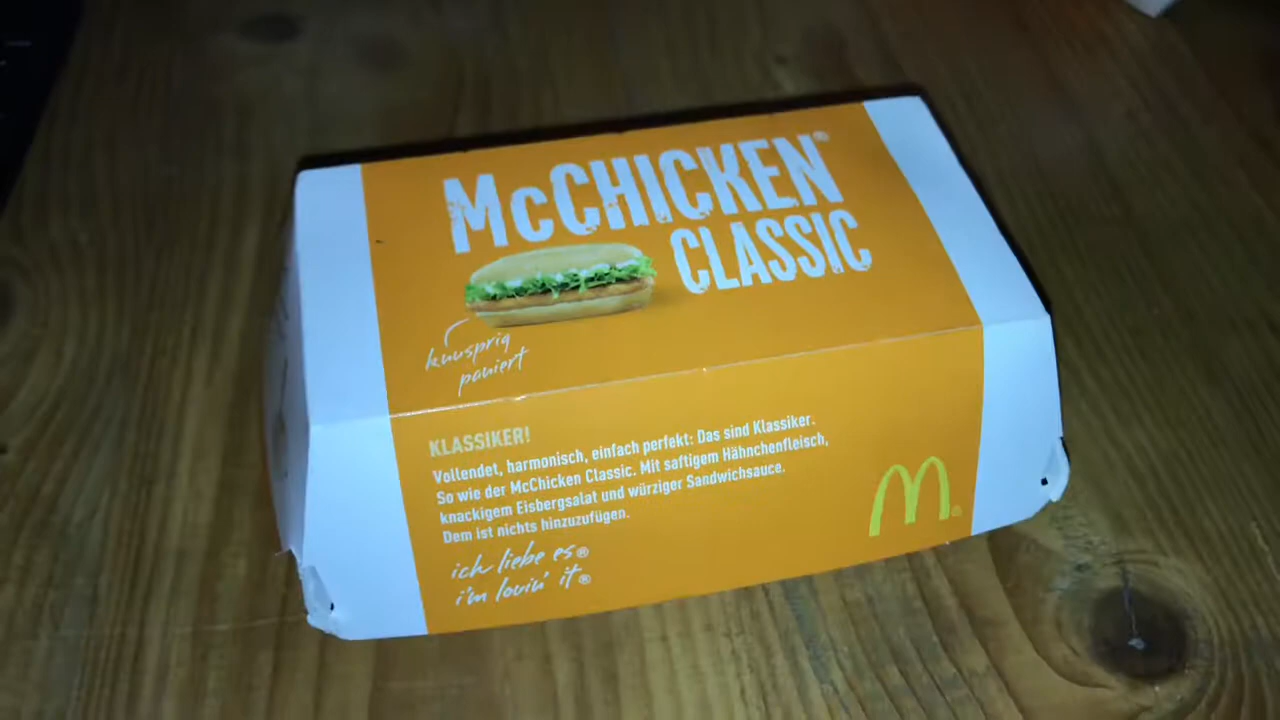 McCHICKEN®
CLASSIC
knusprig
paniert
KLASSIKER!
Vollendet, harmonisch, einfach perfekt: Das sind Klassiker.
So wie der McChicken Classic. Mit saftigem Hähnchenfleisch,
knackigem Eisbergsalat und würziger Sandwichsauce.
Dem ist nichts hinzuzufügen.
ich liebe es®
i'm lovin' it®
M®